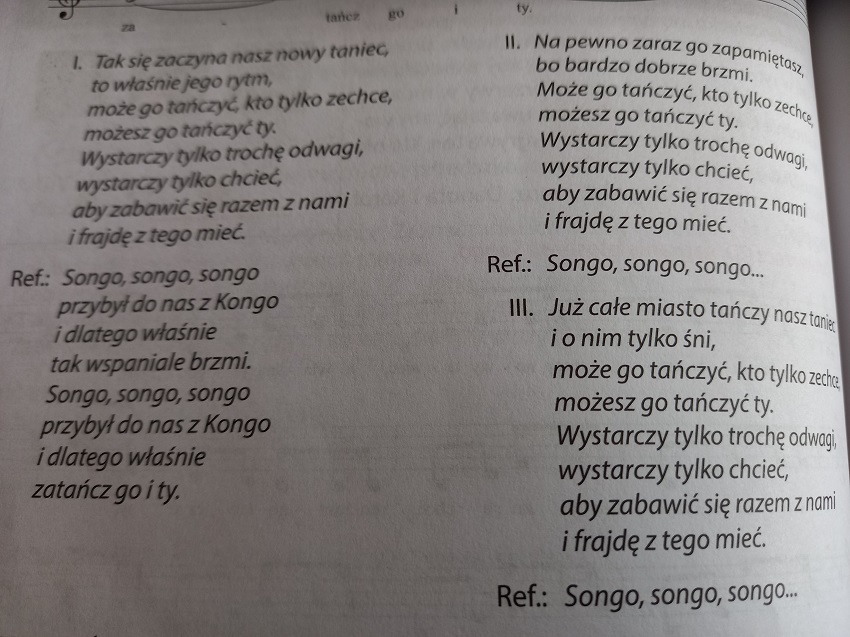 za tańcz go i ty.
I. Tak się zaczyna nasz nowy taniec,
to właśnie jego rytm,
może go tańczyć, kto tylko zechce,
możesz go tańczyć ty.
Wystarczy tylko trochę odwagi,
wystarczy tylko chcieć,
aby zabawić się razem z nami
i frajdę z tego mieć.
Ref.: Songo, songo, songo
przybył do nas z Kongo
i dlatego właśnie
tak wspaniale brzmi.
Songo, songo, songo
przybył do nas z Kongo
i dlatego właśnie
zatańcz go i ty.
II. Na pewno zaraz go zapamiętasz,
bo bardzo dobrze brzmi.
Może go tańczyć, kto tylko zechce,
możesz go tańczyć ty.
Wystarczy tylko trochę odwagi,
wystarczy tylko chcieć,
aby zabawić się razem z nami
i frajdę z tego mieć.
Ref.: Songo, songo, songo...
III. Już całe miasto tańczy nasz taniec
i o nim tylko śni,
może go tańczyć, kto tylko zechce,
możesz go tańczyć ty.
Wystarczy tylko trochę odwagi,
wystarczy tylko chcieć,
aby zabawić się razem z nami
i frajdę z tego mieć.
Ref.: Songo, songo, songo...